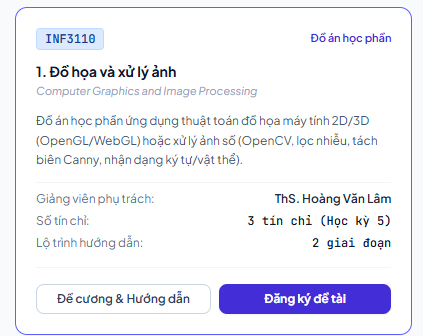 INF3110 Đồ án học phần
1. Đồ họa và xử lý ảnh
Computer Graphics and Image Processing
Đồ án học phần ứng dụng thuật toán đồ họa máy tính 2D/3D
(OpenGL/WebGL) hoặc xử lý ảnh số (OpenCV, lọc nhiễu, tách
biên Canny, nhận dạng ký tự/vật thể).
Giảng viên phụ trách: ThS. Hoàng Văn Lâm
Số tín chỉ: 3 tín chỉ (Học kỳ 5)
Lộ trình hướng dẫn: 2 giai đoạn
Đề cương & Hướng dẫn Đăng ký đề tài